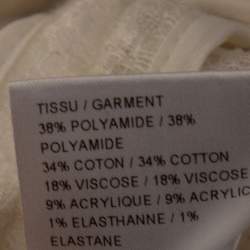 TISSU / GARMENT
38% POLYAMIDE / 38%
POLYAMIDE
34% COTON / 34% COTTON
18% VISCOSE / 18% VISCOSE
9% ACRYLIQUE / 9% ACRYLIC
1% ELASTHANNE / 1%
ELASTANE